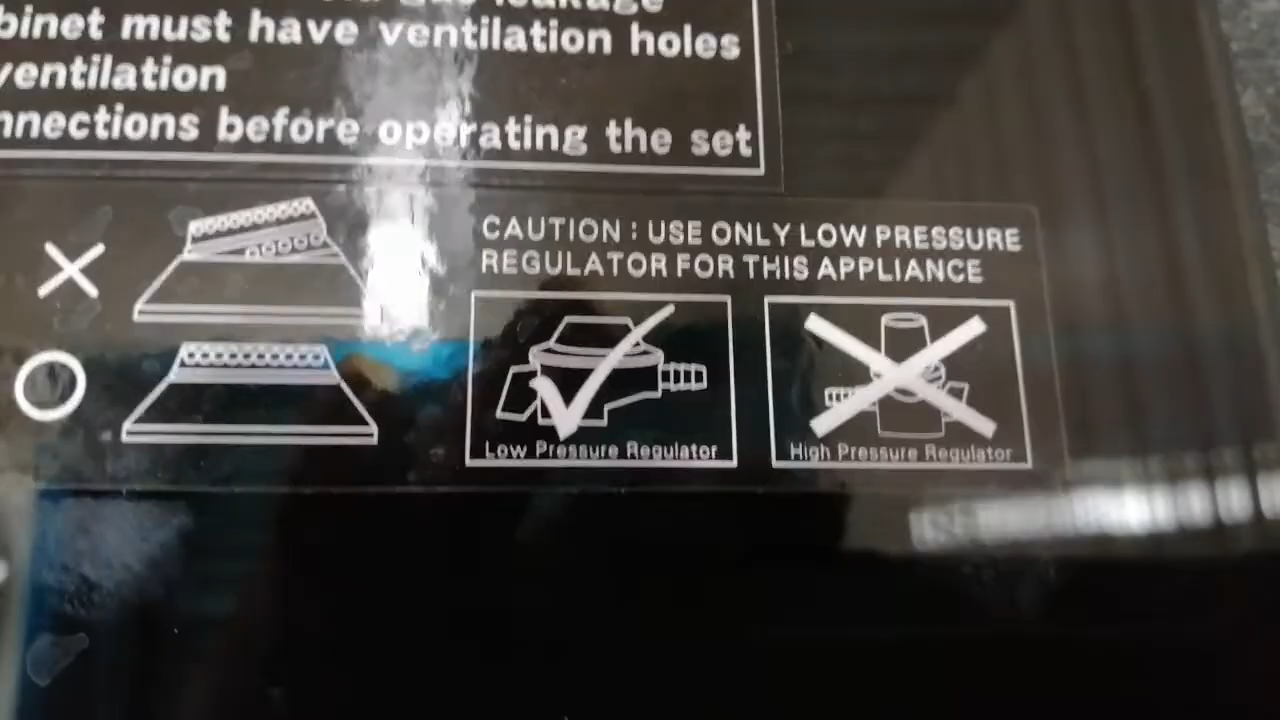 leakage
binet must have ventilation holes
ventilation
nnections before operating the set
CAUTION : USE ONLY LOW PRESSURE
REGULATOR FOR THIS APPLIANCE
Low Pressure Regulator
High Pressure Regulator